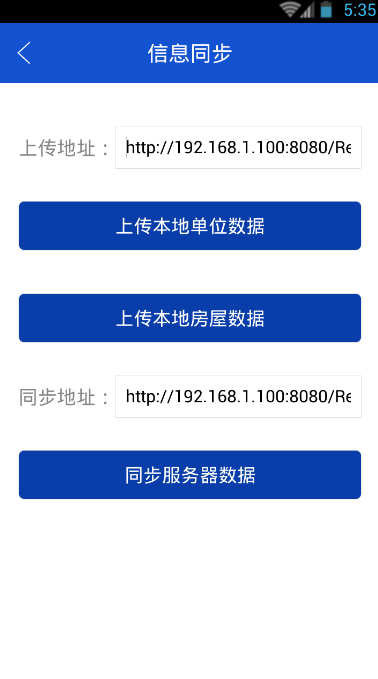 5:35
信息同步
上传地址： http://192.168.1.100:8080/Re
上传本地单位数据
上传本地房屋数据
同步地址： http://192.168.1.100:8080/Re
同步服务器数据